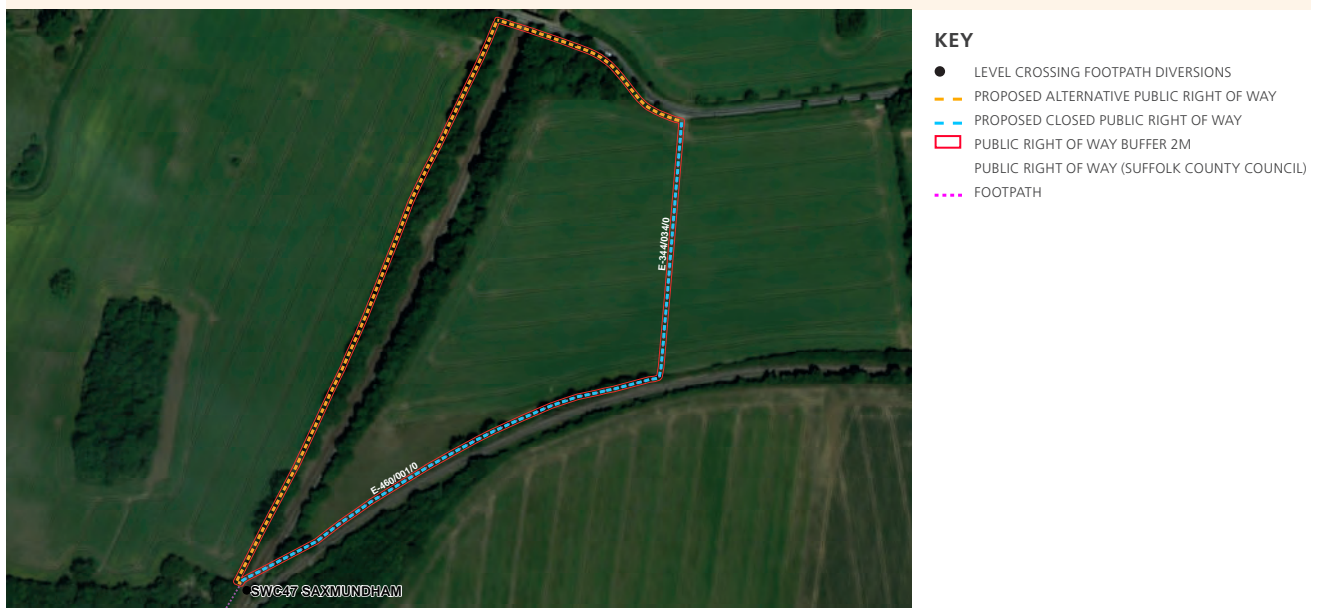 KEY
LEVEL CROSSING FOOTPATH DIVERSIONS
PROPOSED ALTERNATIVE PUBLIC RIGHT OF WAY
PROPOSED CLOSED PUBLIC RIGHT OF WAY
PUBLIC RIGHT OF WAY BUFFER 2M
PUBLIC RIGHT OF WAY (SUFFOLK COUNTY COUNCIL)
FOOTPATH
E-344/034/0
E-460/001/0
SWC47 SAXMUNDHAM